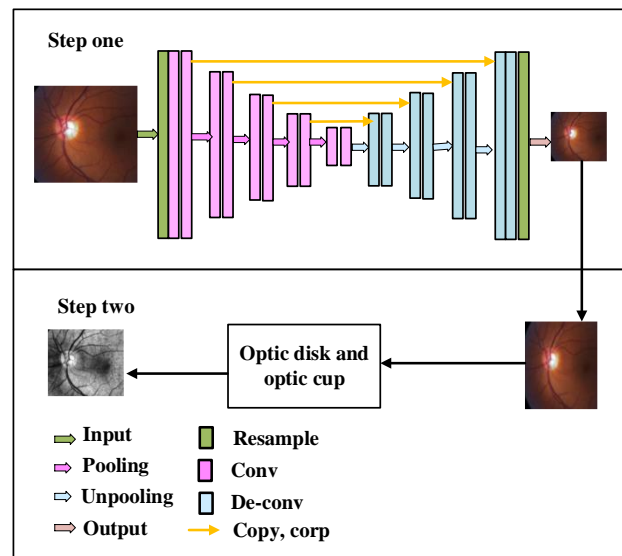 Step one
Step two
Optic disk and
optic cup
Input
Resample
Pooling
Conv
Unpooling
De-conv
Output
Copy, corp